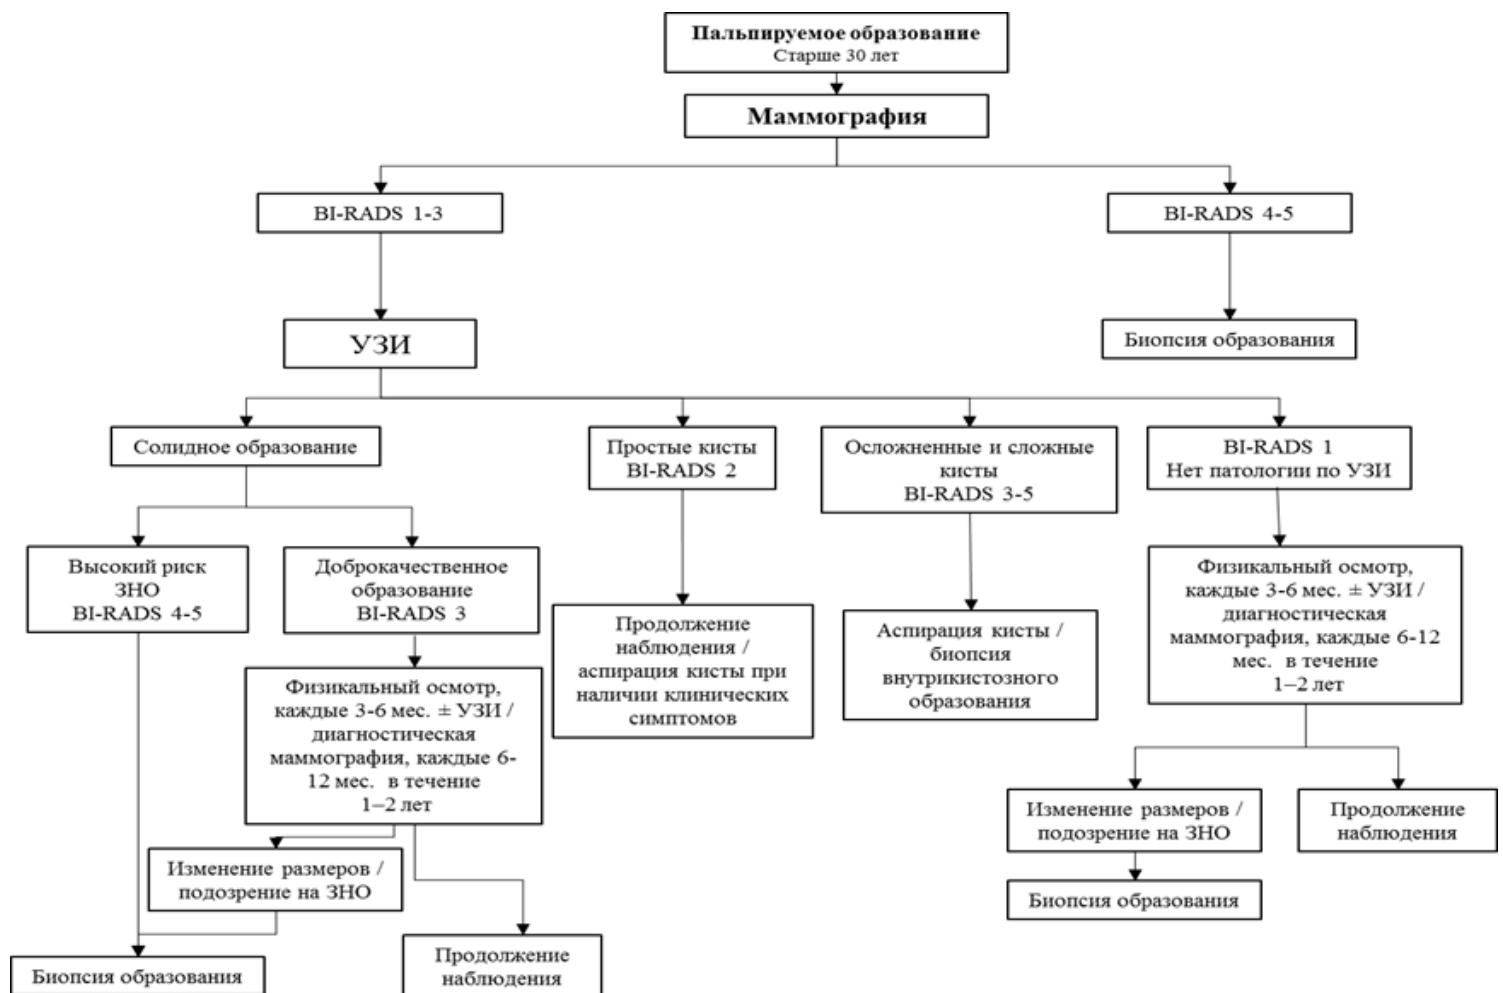 Пальпируемое образование
Старше 30 лет
Маммография
BI-RADS 1-3
BI-RADS 4-5
УЗИ
Биопсия образования
Солидное образование
Простые кисты
BI-RADS 2
Осложненные и сложные
кисты
BI-RADS 3-5
BI-RADS 1
Нет патологии по УЗИ
Высокий риск
ЗНО
BI-RADS 4-5
Доброкачественное
образование
BI-RADS 3
Продолжение
наблюдения /
аспирация кисты при
наличии клинических
симптомов
Аспирация кисты /
биопсия
внутрикистозного
образования
Физикальный осмотр,
каждые 3-6 мес. ± УЗИ /
диагностическая
маммография, каждые 6-12
мес. в течение
1–2 лет
Физикальный осмотр,
каждые 3-6 мес. ± УЗИ /
диагностическая
маммография, каждые 6-
12 мес. в течение
1–2 лет
Изменение размеров /
подозрение на ЗНО
Продолжение
наблюдения
Изменение размеров /
подозрение на ЗНО
Биопсия образования
Биопсия образования
Продолжение
наблюдения